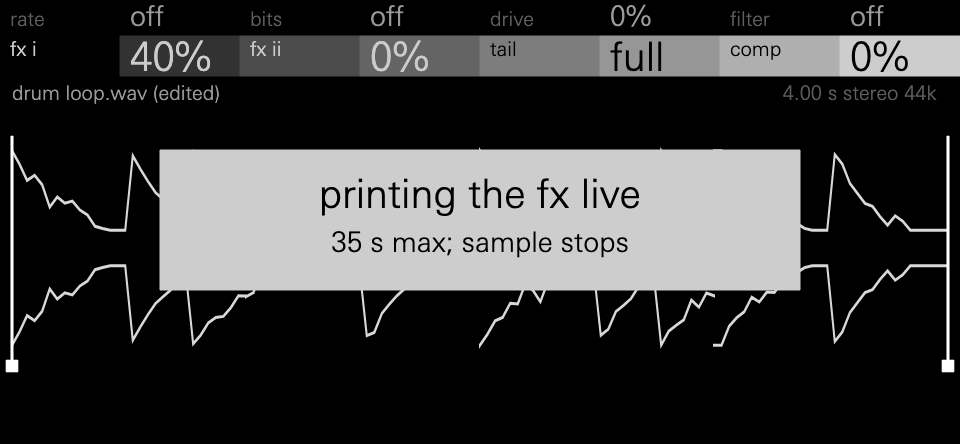 rate off bits off drive 0% filter off
fx i 40% fx ii 0% tail full comp 0%
drum loop.wav (edited) 4.00 s stereo 44k
printing the fx live
35 s max; sample stops